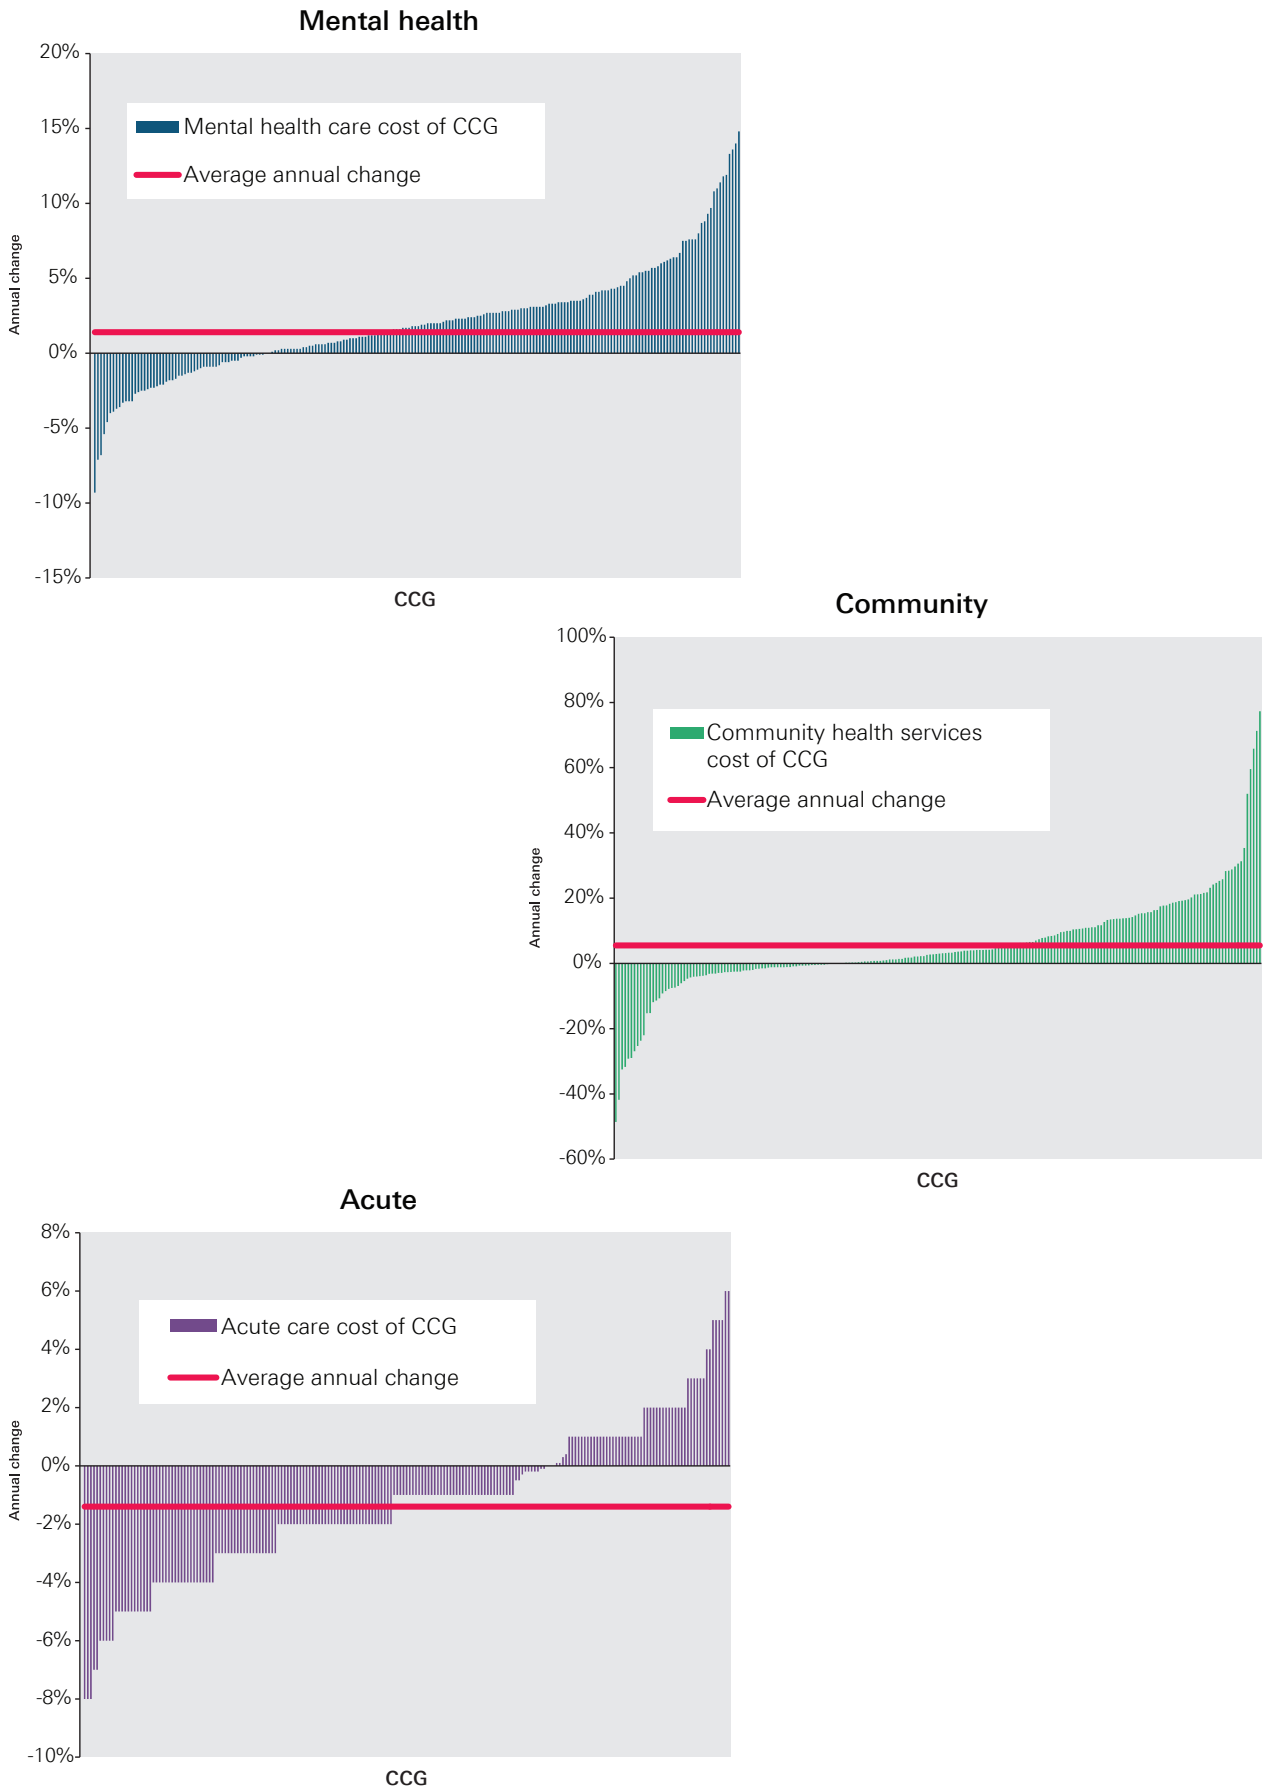 Mental health
20%
15%
10%
5%
0%
-5%
-10%
-15%
Annual change
Mental health care cost of CCG
Average annual change
CCG
Community
100%
80%
60%
40%
20%
0%
-20%
-40%
-60%
Annual change
Community health services
cost of CCG
Average annual change
CCG
Acute
8%
6%
4%
2%
0%
-2%
-4%
-6%
-8%
-10%
Annual change
Acute care cost of CCG
Average annual change
CCG